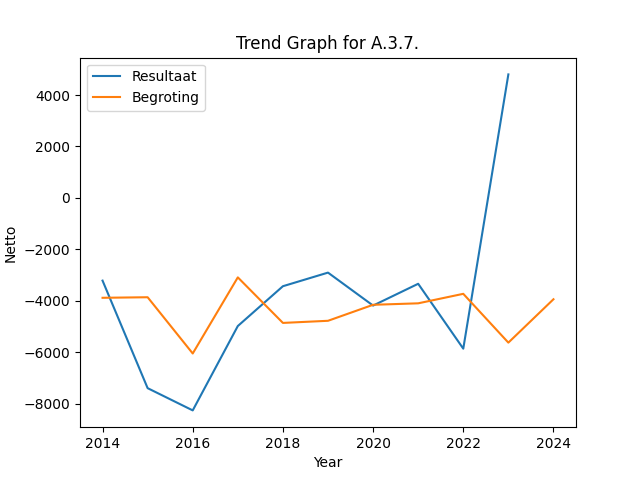 Trend Graph for A.3.7.
Resultaat
Begroting
4000
2000
0
−2000
−4000
−6000
−8000
Netto
2014
2016
2018
2020
2022
2024
Year